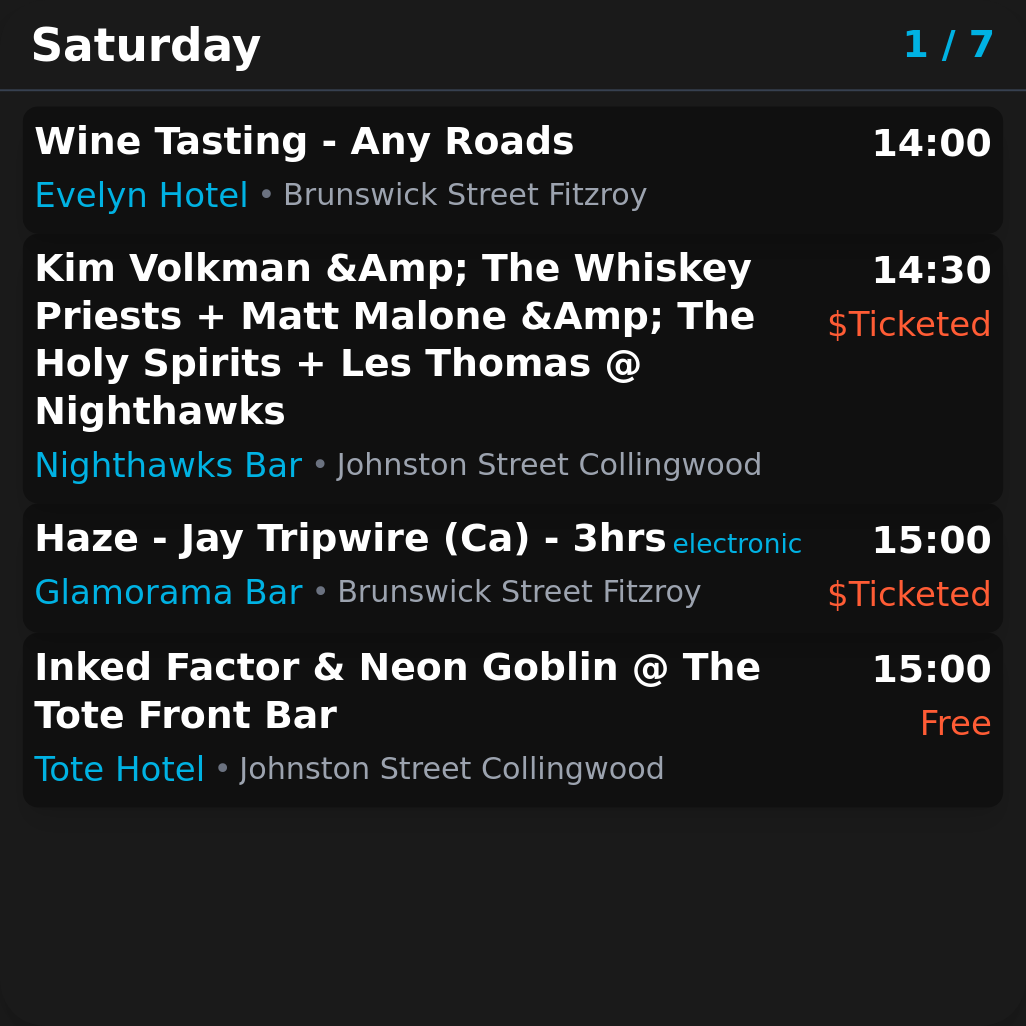 Saturday 1 / 7
Wine Tasting - Any Roads 14:00
Evelyn Hotel • Brunswick Street Fitzroy
Kim Volkman &Amp; The Whiskey 14:30
Priests + Matt Malone &Amp; The $Ticketed
Holy Spirits + Les Thomas @
Nighthawks
Nighthawks Bar • Johnston Street Collingwood
Haze - Jay Tripwire (Ca) - 3hrs electronic 15:00
Glamorama Bar • Brunswick Street Fitzroy $Ticketed
Inked Factor & Neon Goblin @ The 15:00
Tote Front Bar Free
Tote Hotel • Johnston Street Collingwood